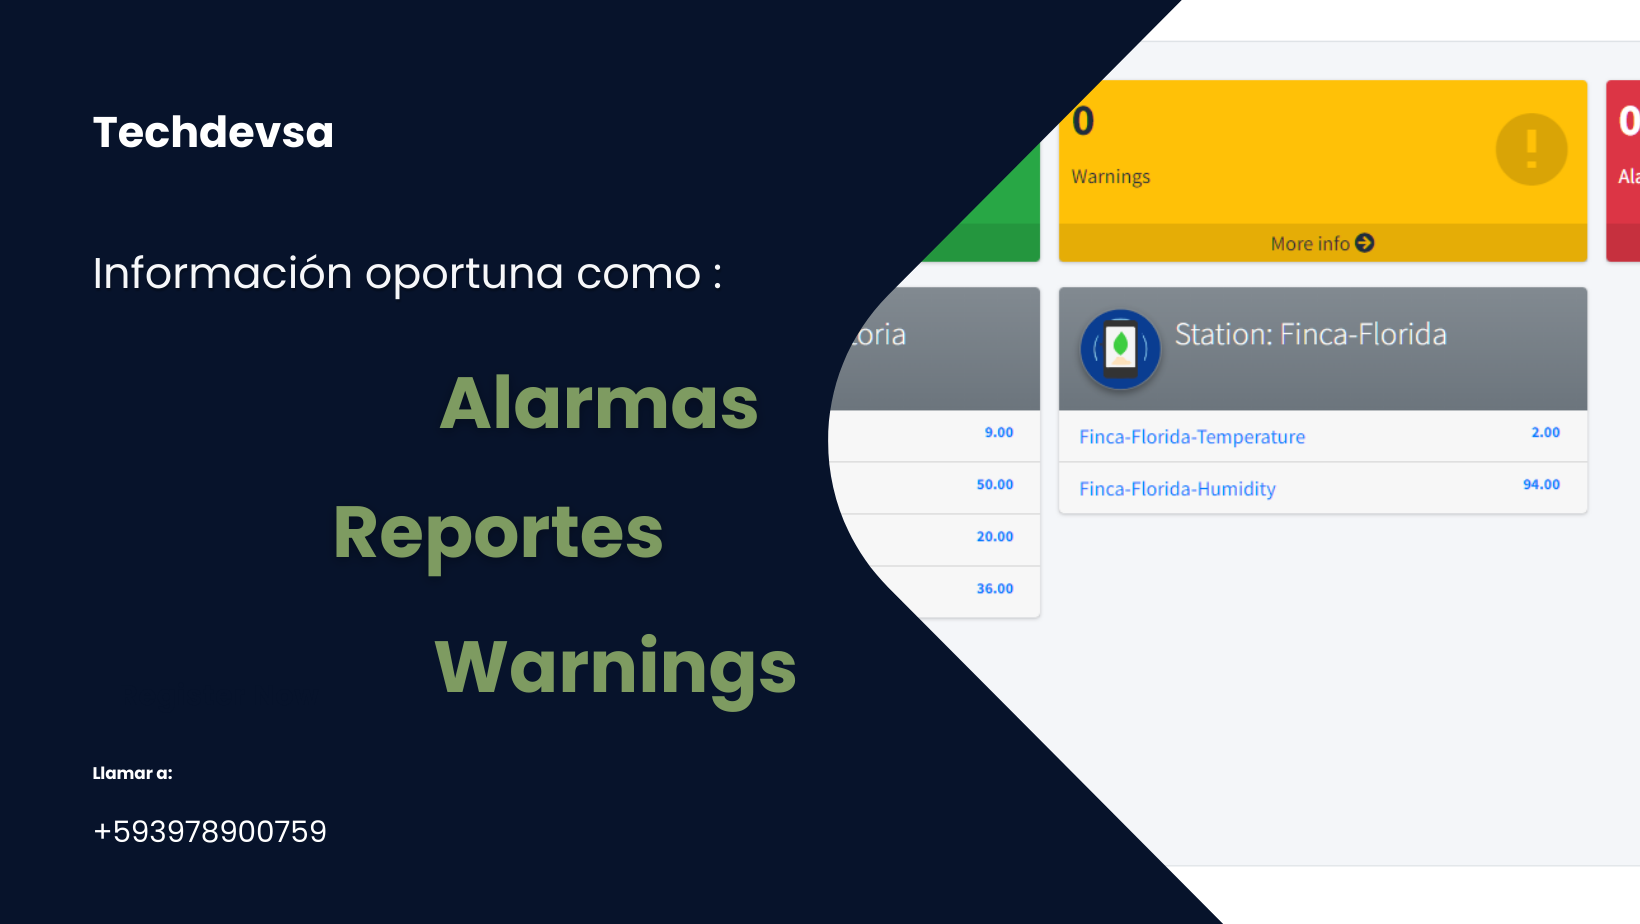 Techdevsa
Información oportuna como :
Alarmas
Reportes
Warnings
Llamar a:
+593978900759
0
Warnings
More info
0
9.00
50.00
20.00
36.00
Station: Finca-Florida
Finca-Florida-Temperature 2.00
Finca-Florida-Humidity 94.00